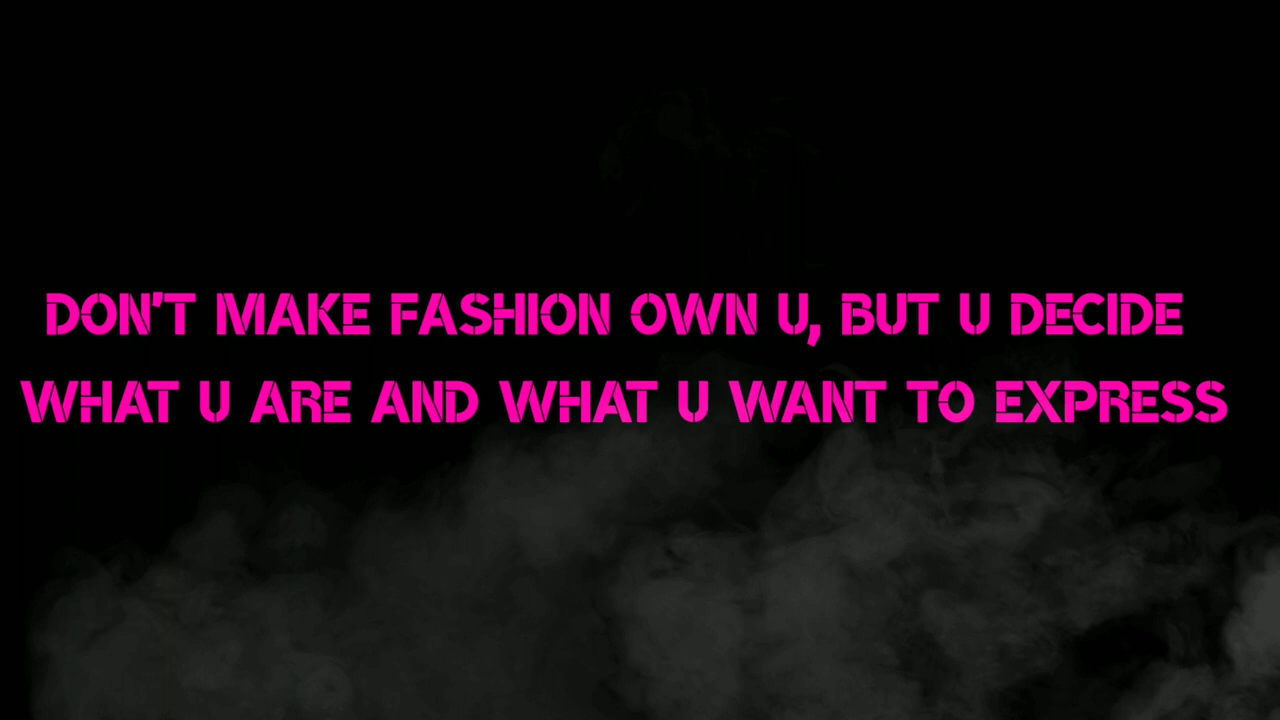 DON'T MAKE FASHION OWN U, BUT U DECIDE
WHAT U ARE AND WHAT U WANT TO EXPRESS